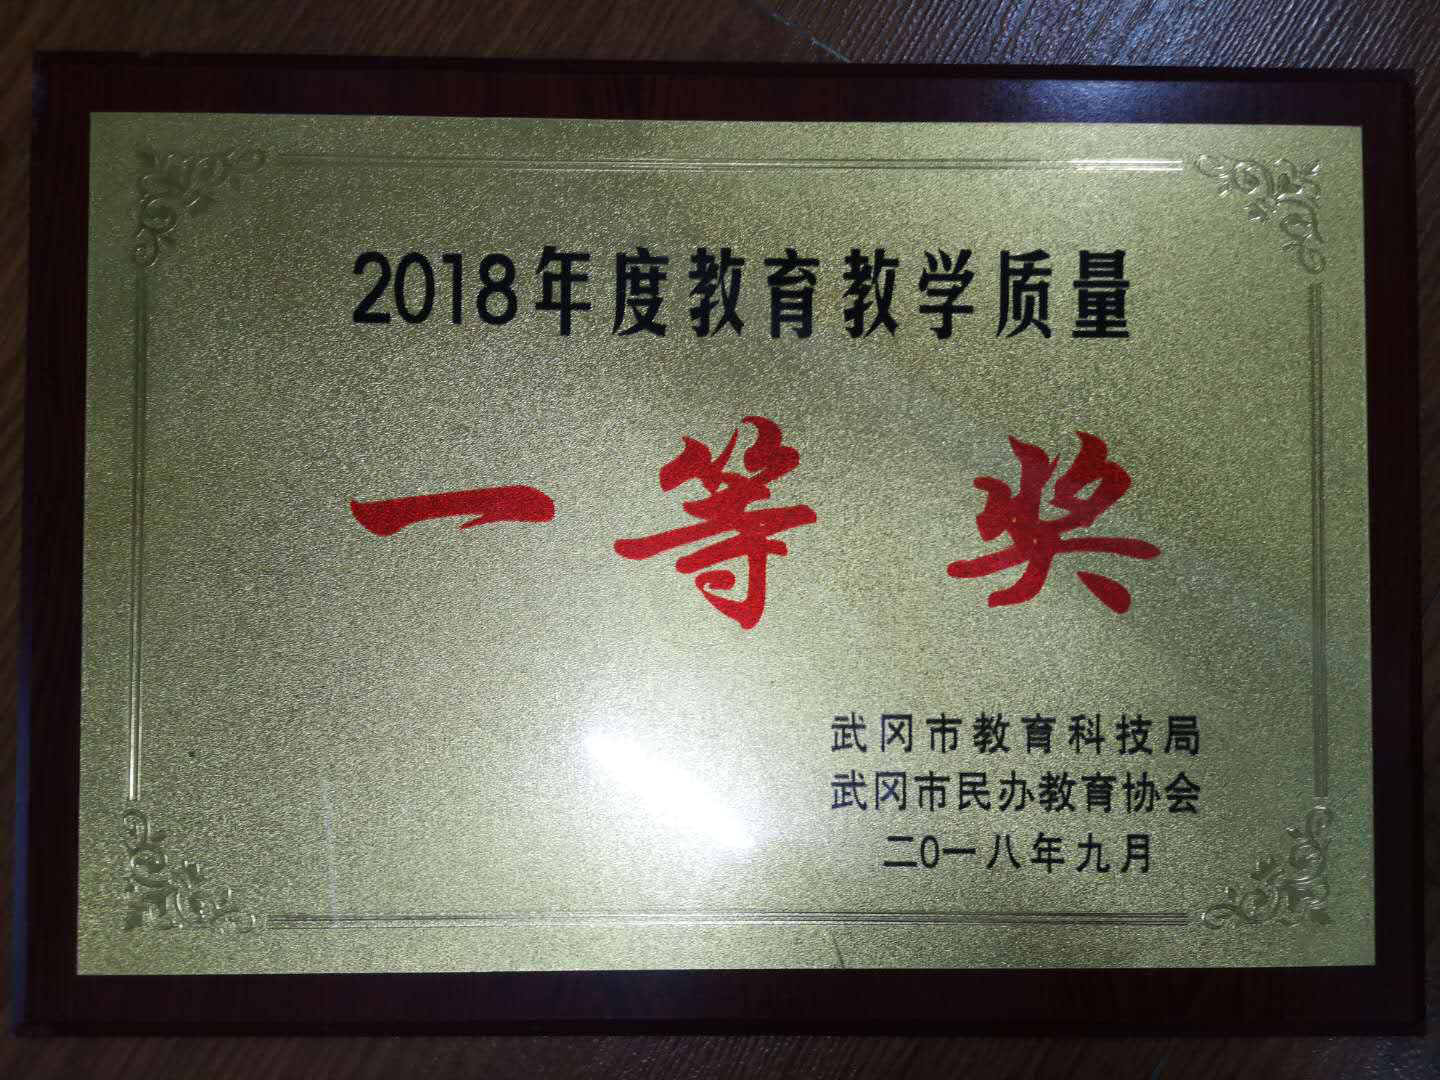 2018年度教育教学质量
一等奖
武冈市教育科技局
武冈市民办教育协会
二0一八年九月